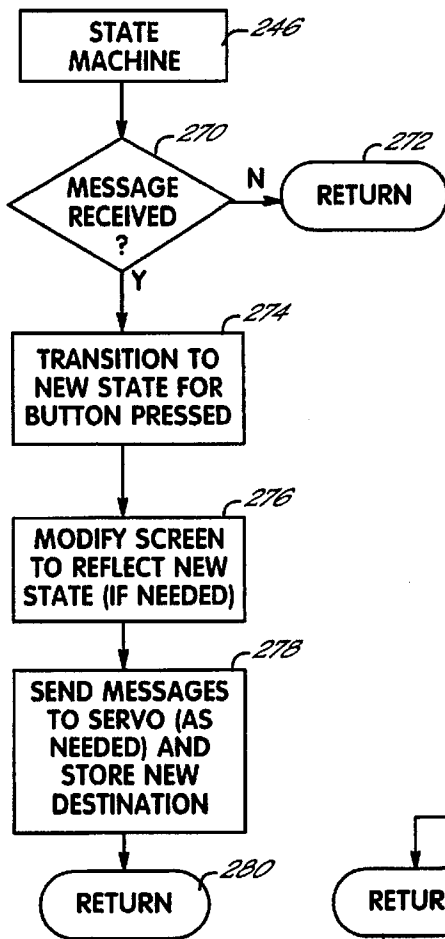 STATE
MACHINE
246
270
MESSAGE
RECEIVED
?
N
272
RETURN
Y
274
TRANSITION TO
NEW STATE FOR
BUTTON PRESSED
276
MODIFY SCREEN
TO REFLECT NEW
STATE (IF NEEDED)
278
SEND MESSAGES
TO SERVO (AS
NEEDED) AND
STORE NEW
DESTINATION
280
RETURN
RETUR